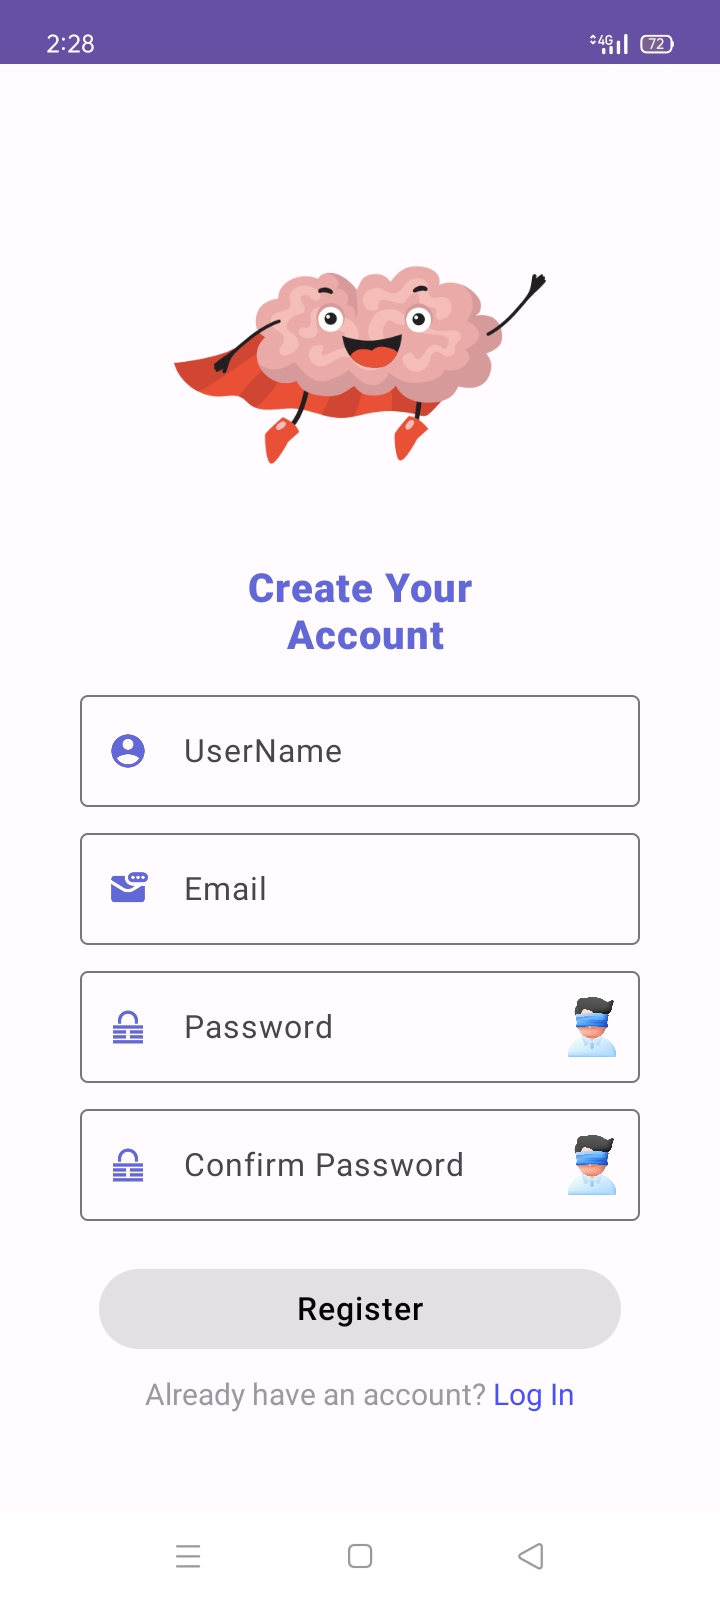 2:28
4G 72
Create Your
Account
UserName
Email
Password
Confirm Password
Register
Already have an account? Log In